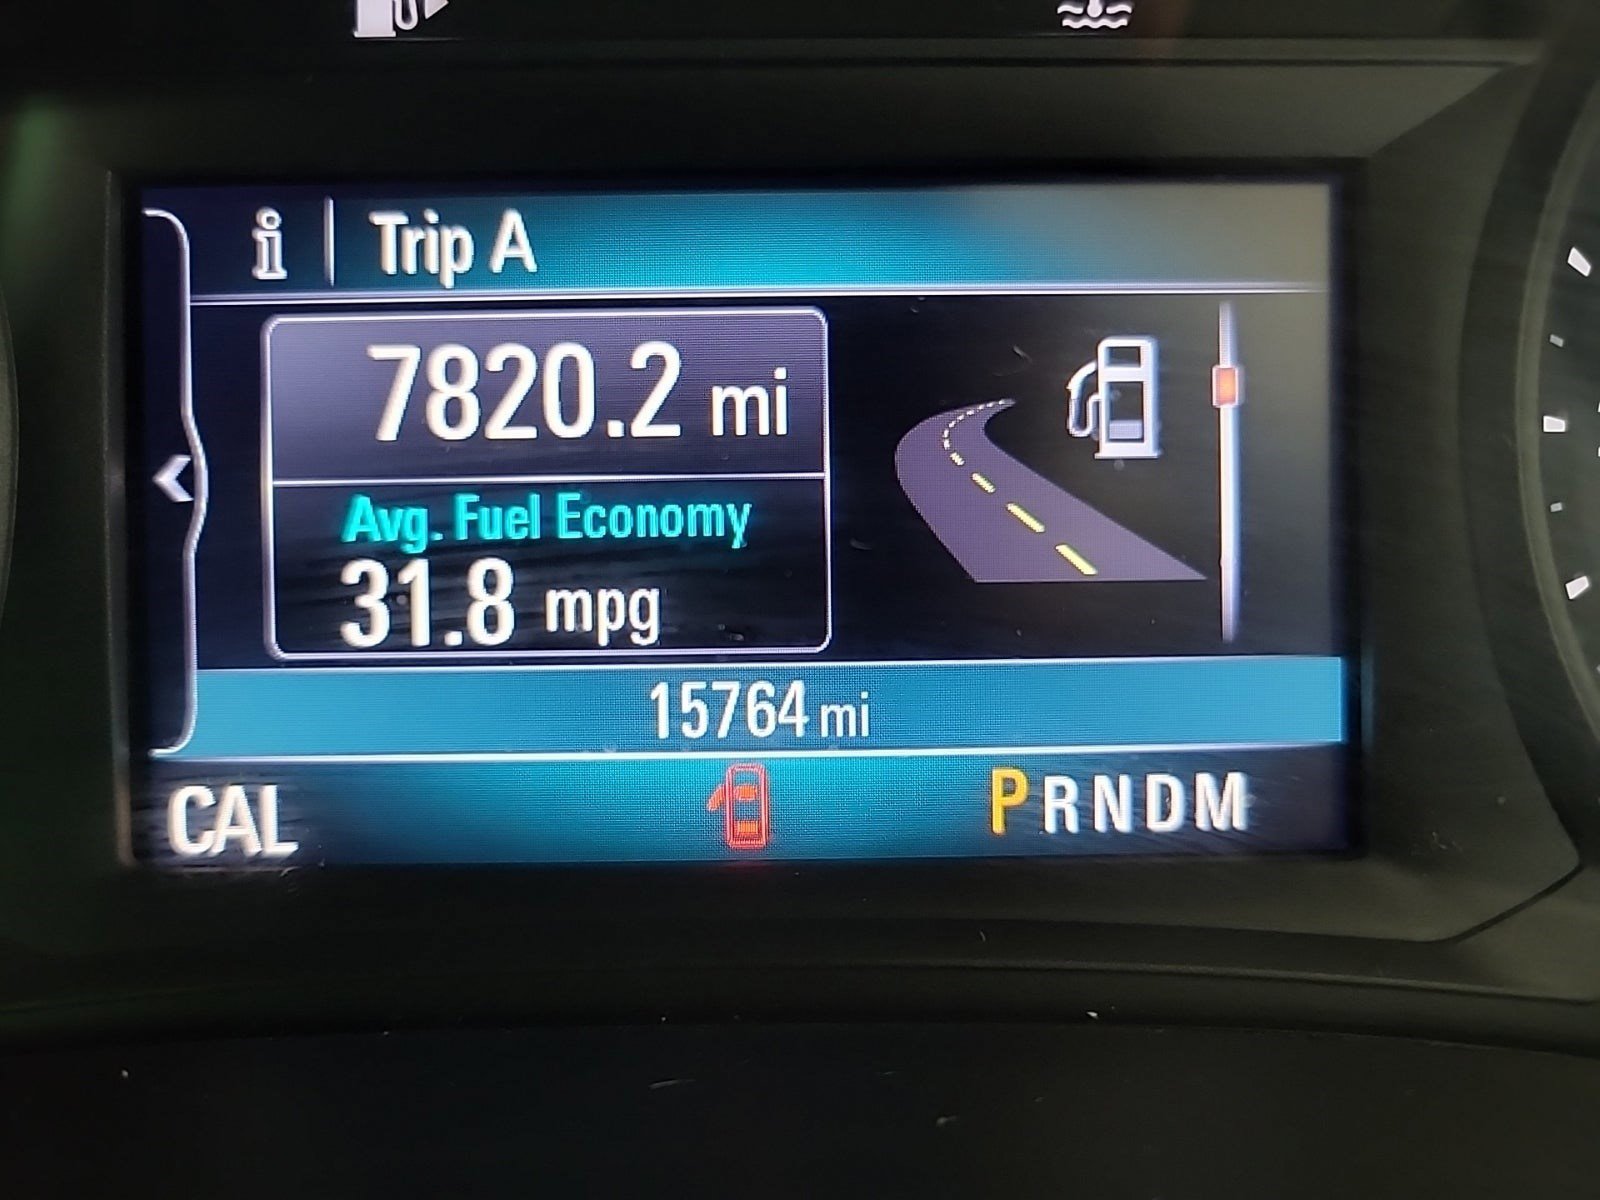 i | Trip A
7820.2 mi
Avg. Fuel Economy
31.8 mpg
15764 mi
CAL
PRNDM